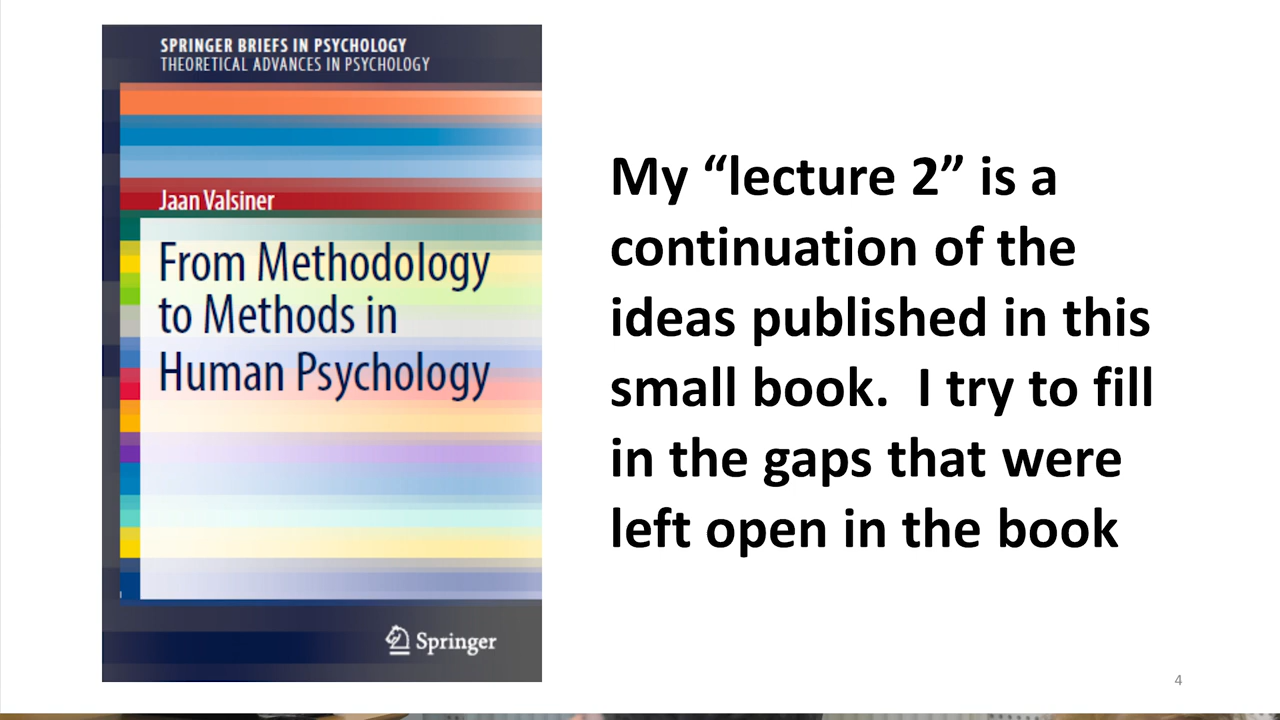 SPRINGER BRIEFS IN PSYCHOLOGY
THEORETICAL ADVANCES IN PSYCHOLOGY
Jaan Valsiner
From Methodology
to Methods in
Human Psychology
Springer
My “lecture 2” is a
continuation of the
ideas published in this
small book.  I try to fill
in the gaps that were
left open in the book
4